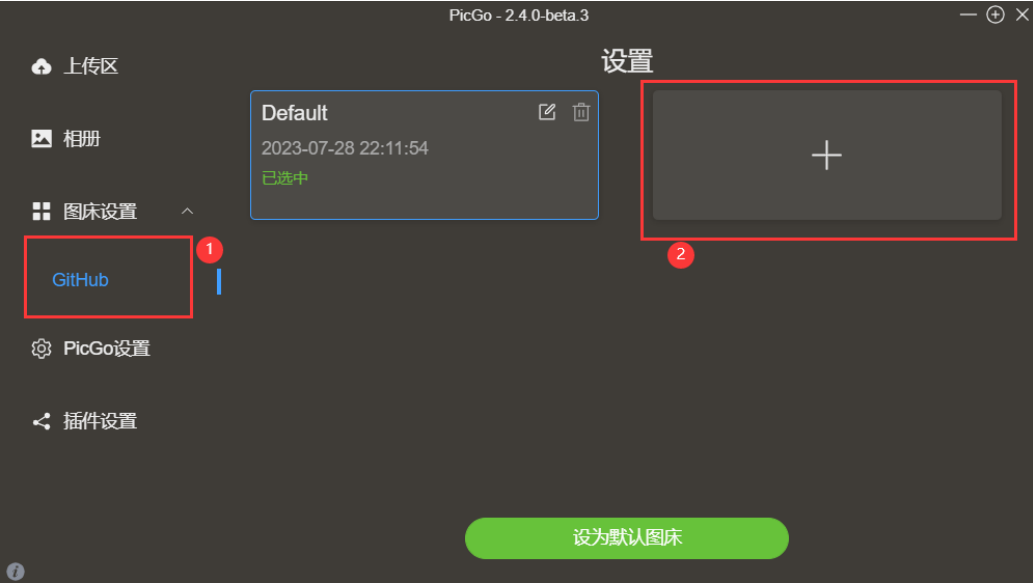 PicGo - 2.4.0-beta.3
上传区
相册
图床设置
GitHub
1
PicGo设置
插件设置
设置
Default
2023-07-28 22:11:54
已选中
2
设为默认图床